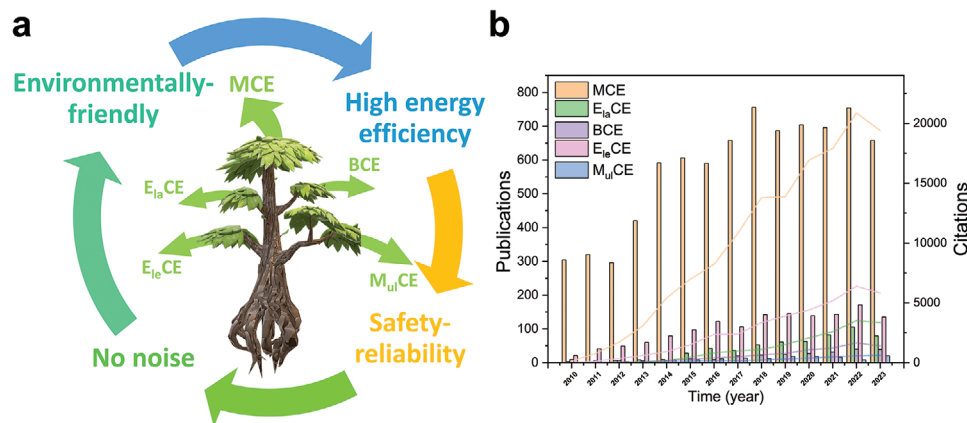 a
Environmentally-
friendly
MCE
High energy
efficiency
BCE
ElaCE
EleCE
MulCE
Safety-
reliability
No noise
b
MCE
ElaCE
BCE
EleCE
MulCE
Publications
800
700
600
500
400
300
200
100
0
20000
15000
10000
5000
0
Citations
2010 2011 2012 2013 2014 2015 2016 2017 2018 2019 2020 2021 2022 2023
Time (year)